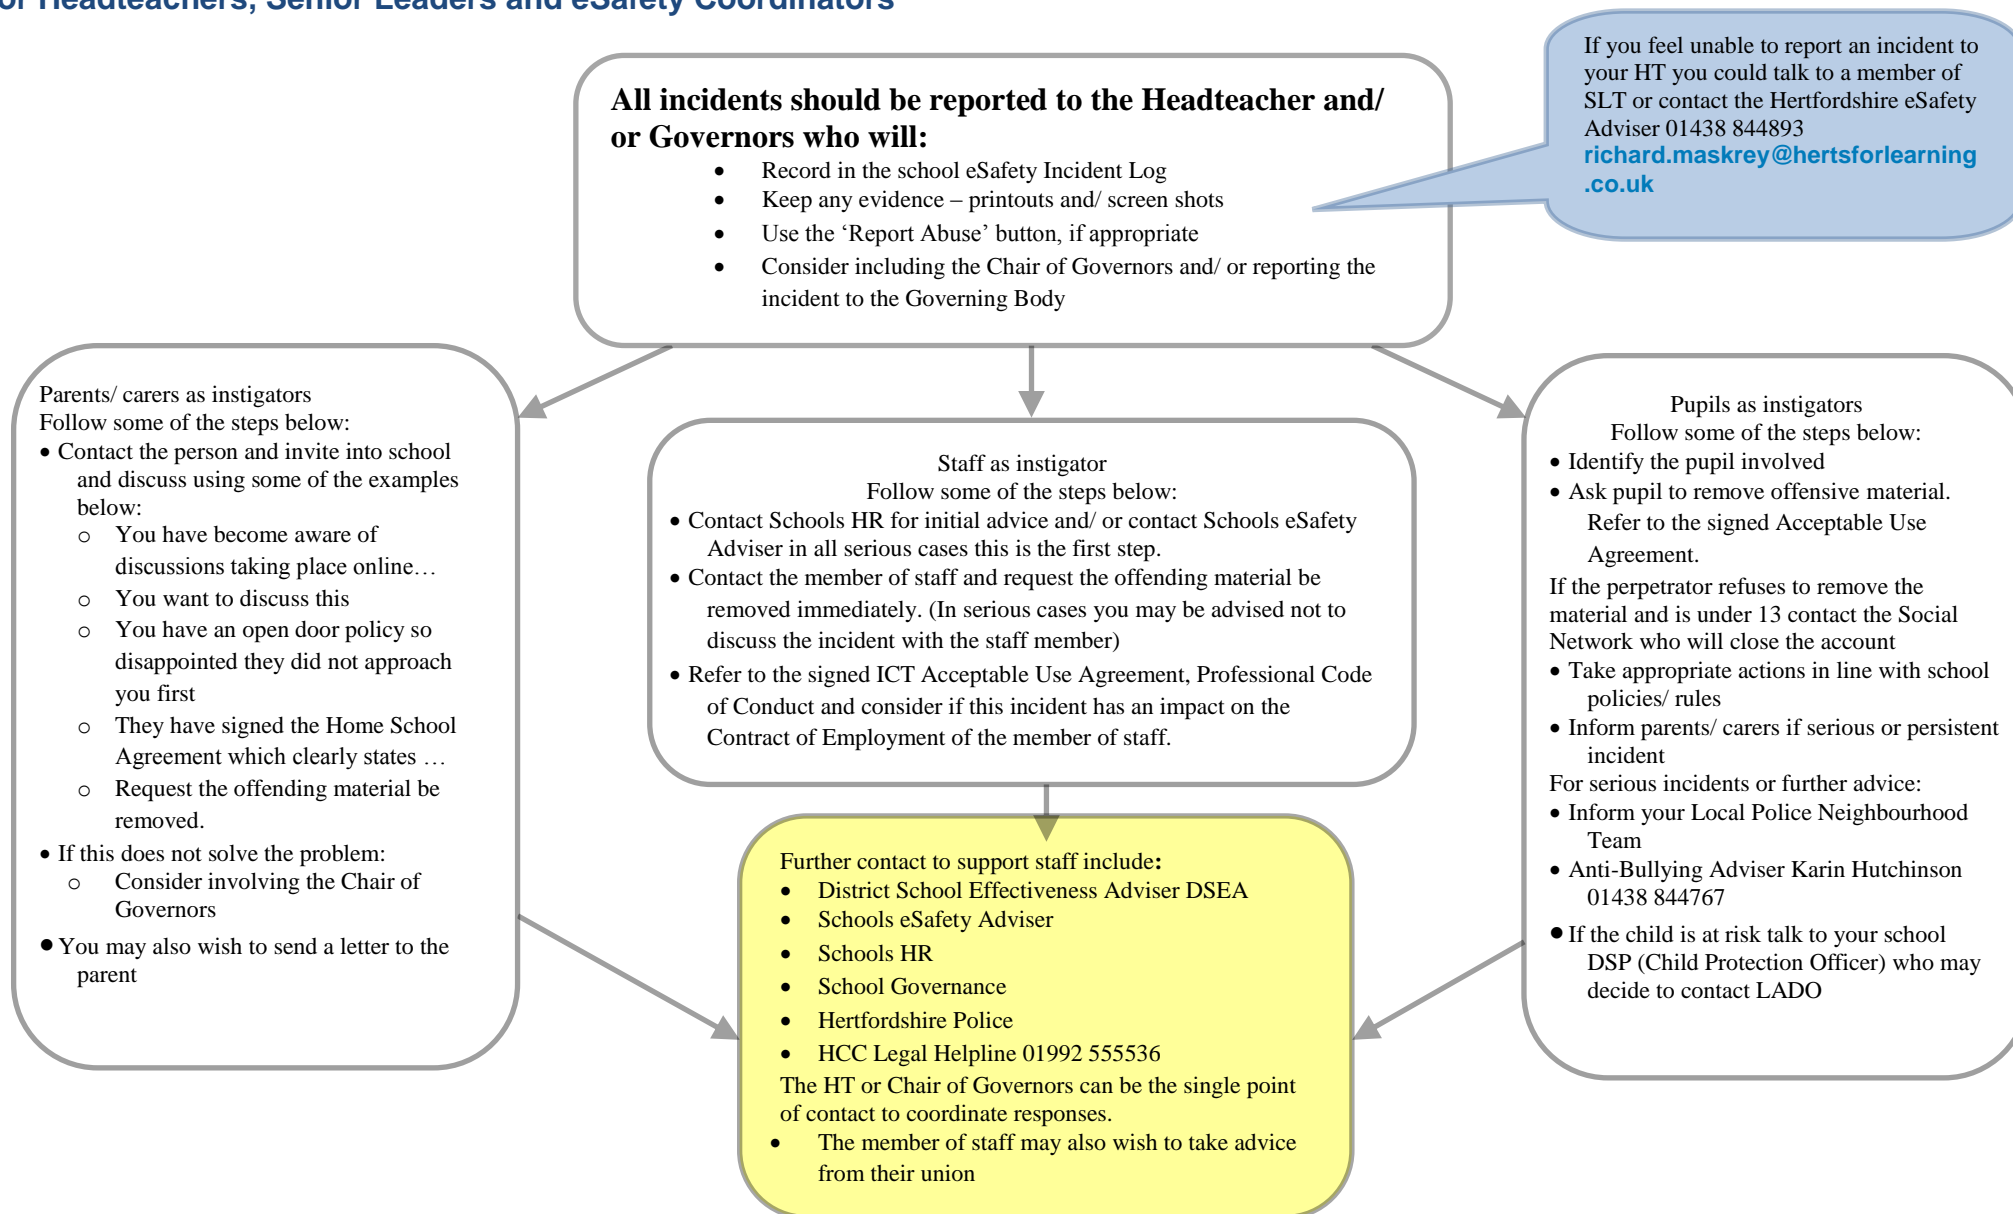 or Headteachers, Senior Leaders and eSafety Coordinators
If you feel unable to report an incident to
your HT you could talk to a member of
SLT or contact the Hertfordshire eSafety
Adviser 01438 844893
richard.maskrey@hertsforlearning
.co.uk
All incidents should be reported to the Headteacher and/
or Governors who will:
• Record in the school eSafety Incident Log
• Keep any evidence – printouts and/ screen shots
• Use the ‘Report Abuse’ button, if appropriate
• Consider including the Chair of Governors and/ or reporting the
incident to the Governing Body
Parents/ carers as instigators
Follow some of the steps below:
• Contact the person and invite into school
and discuss using some of the examples
below:
o You have become aware of
discussions taking place online…
o You want to discuss this
o You have an open door policy so
disappointed they did not approach
you first
o They have signed the Home School
Agreement which clearly states …
o Request the offending material be
removed.
• If this does not solve the problem:
o Consider involving the Chair of
Governors
• You may also wish to send a letter to the
parent
Staff as instigator
Follow some of the steps below:
• Contact Schools HR for initial advice and/ or contact Schools eSafety
Adviser in all serious cases this is the first step.
• Contact the member of staff and request the offending material be
removed immediately. (In serious cases you may be advised not to
discuss the incident with the staff member)
• Refer to the signed ICT Acceptable Use Agreement, Professional Code
of Conduct and consider if this incident has an impact on the
Contract of Employment of the member of staff.
Pupils as instigators
Follow some of the steps below:
• Identify the pupil involved
• Ask pupil to remove offensive material.
Refer to the signed Acceptable Use
Agreement.
If the perpetrator refuses to remove the
material and is under 13 contact the Social
Network who will close the account
• Take appropriate actions in line with school
policies/ rules
• Inform parents/ carers if serious or persistent
incident
For serious incidents or further advice:
• Inform your Local Police Neighbourhood
Team
• Anti-Bullying Adviser Karin Hutchinson
01438 844767
• If the child is at risk talk to your school
DSP (Child Protection Officer) who may
decide to contact LADO
Further contact to support staff include:
• District School Effectiveness Adviser DSEA
• Schools eSafety Adviser
• Schools HR
• School Governance
• Hertfordshire Police
• HCC Legal Helpline 01992 555536
The HT or Chair of Governors can be the single point
of contact to coordinate responses.
• The member of staff may also wish to take advice
from their union